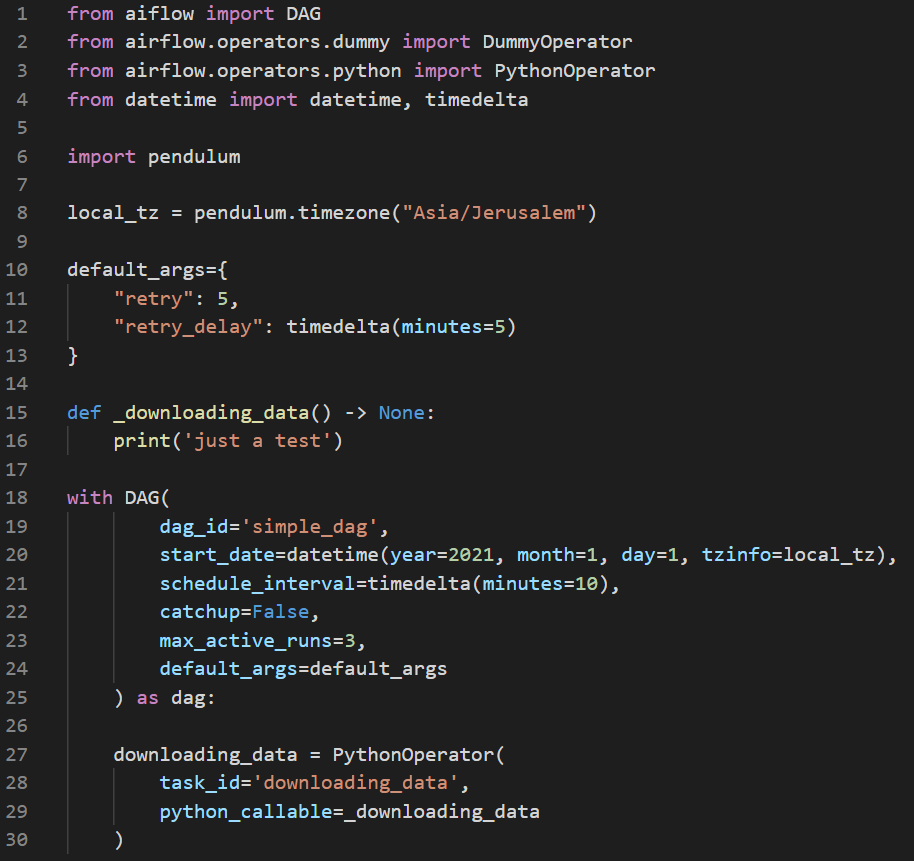 1 from aiflow import DAG
2 from airflow.operators.dummy import DummyOperator
3 from airflow.operators.python import PythonOperator
4 from datetime import datetime, timedelta
5
6 import pendulum
7
8 local_tz = pendulum.timezone("Asia/Jerusalem")
9
10 default_args={
11     "retry": 5,
12     "retry_delay": timedelta(minutes=5)
13 }
14
15 def _downloading_data() -> None:
16     print('just a test')
17
18 with DAG(
19         dag_id='simple_dag',
20         start_date=datetime(year=2021, month=1, day=1, tzinfo=local_tz),
21         schedule_interval=timedelta(minutes=10),
22         catchup=False,
23         max_active_runs=3,
24         default_args=default_args
25     ) as dag:
26
27     downloading_data = PythonOperator(
28         task_id='downloading_data',
29         python_callable=_downloading_data
30     )